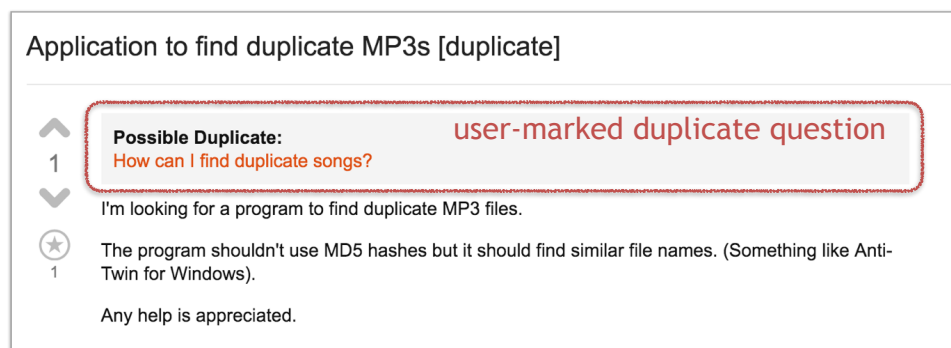 Application to find duplicate MP3s [duplicate]
Possible Duplicate:
user-marked duplicate question
How can I find duplicate songs?
1
I'm looking for a program to find duplicate MP3 files.
The program shouldn't use MD5 hashes but it should find similar file names. (Something like Anti-
Twin for Windows).
1
Any help is appreciated.